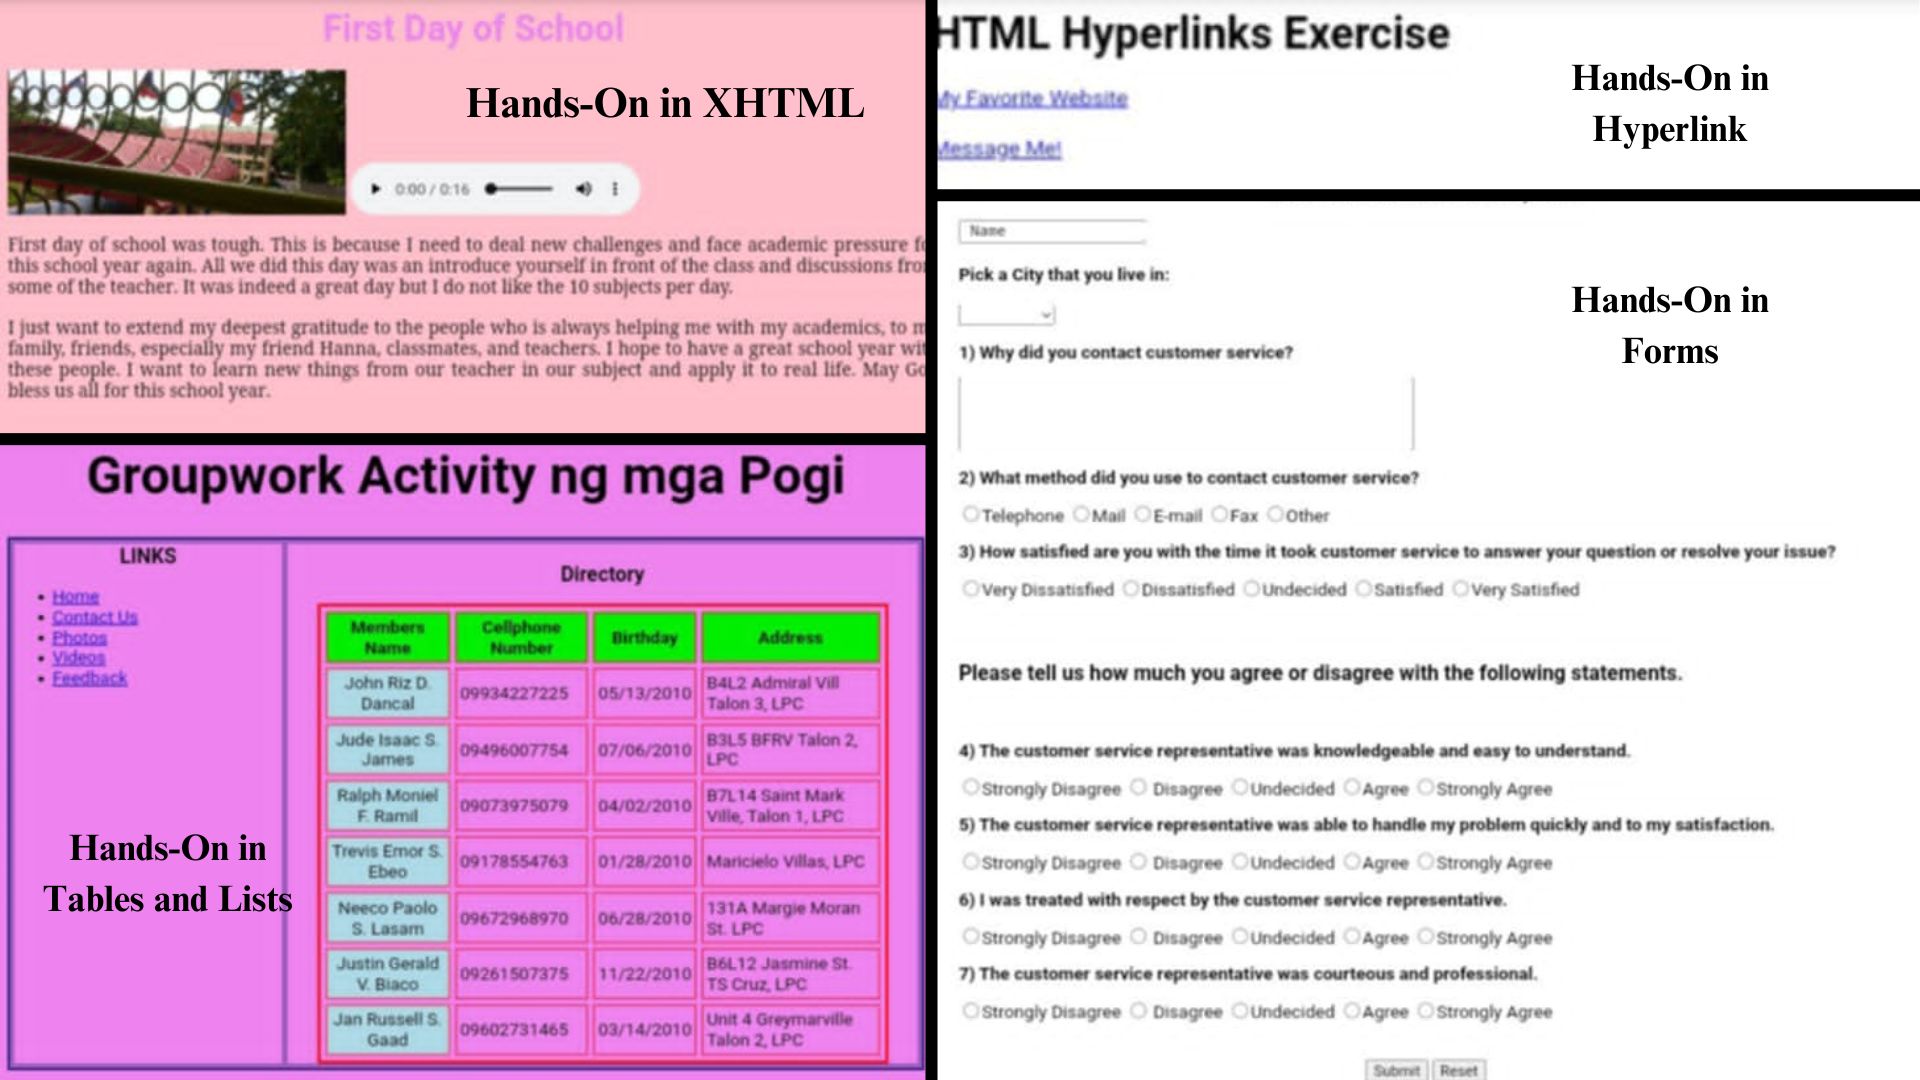 First Day of School
Hands-On in XHTML
0:00 / 0:16
First day of school was tough. This is because I need to deal new challenges and face academic pressure fo
this school year again. All we did this day was an introduce yourself in front of the class and discussions fro
some of the teacher. It was indeed a great day but I do not like the 10 subjects per day.
I just want to extend my deepest gratitude to the people who is always helping me with my academics, to m
family, friends, especially my friend Hanna, classmates, and teachers. I hope to have a great school year wit
these people. I want to learn new things from our teacher in our subject and apply it to real life. May Go
bless us all for this school year.
Groupwork Activity ng mga Pogi
LINKS
Home
Contact Us
Photos
Videos
Feedback
Hands-On in
Tables and Lists
Directory
Members Name Cellphone Number Birthday Address
John Riz D. Dancal 09934227225 05/13/2010 B4L2 Admiral Vill Talon 3, LPC
Jude Isaac S. James 09496007754 07/06/2010 B3L5 BFRV Talon 2, LPC
Ralph Moniel F. Ramil 09073975079 04/02/2010 B7L14 Saint Mark Ville, Talon 1, LPC
Trevis Emor S. Ebeo 09178554763 01/28/2010 Maricielo Villas, LPC
Neeco Paolo S. Lasam 09672968970 06/28/2010 131A Margie Moran St. LPC
Justin Gerald V. Biaco 09261507375 11/22/2010 B6L12 Jasmine St. TS Cruz, LPC
Jan Russell S. Gaad 09602731465 03/14/2010 Unit 4 Greymarville Talon 2, LPC
HTML Hyperlinks Exercise
My Favorite Website
Message Me!
Hands-On in
Hyperlink
Name
Pick a City that you live in:
Hands-On in
Forms
1) Why did you contact customer service?
2) What method did you use to contact customer service?
Telephone Mail E-mail Fax Other
3) How satisfied are you with the time it took customer service to answer your question or resolve your issue?
Very Dissatisfied Dissatisfied Undecided Satisfied Very Satisfied
Please tell us how much you agree or disagree with the following statements.
4) The customer service representative was knowledgeable and easy to understand.
Strongly Disagree Disagree Undecided Agree Strongly Agree
5) The customer service representative was able to handle my problem quickly and to my satisfaction.
Strongly Disagree Disagree Undecided Agree Strongly Agree
6) I was treated with respect by the customer service representative.
Strongly Disagree Disagree Undecided Agree Strongly Agree
7) The customer service representative was courteous and professional.
Strongly Disagree Disagree Undecided Agree Strongly Agree
Submit Reset